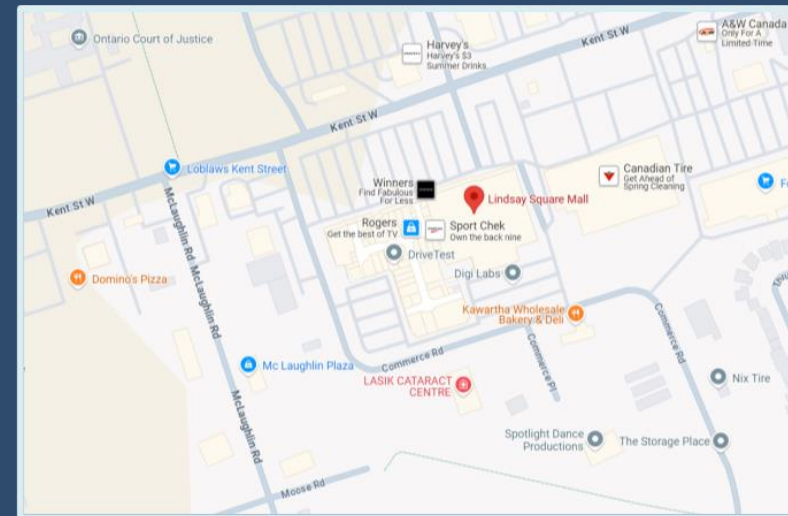 Ontario Court of Justice
Harvey's
Harvey's $3
Summer Drinks
Kent St W
A&W Canada
Only For A
Limited Time
Kent St W
Loblaws Kent Street
Winners
Find Fabulous
For Less
Lindsay Square Mall
Canadian Tire
Get Ahead of
Spring Cleaning
Kent St W
McLaughlin Rd
McLaughlin Rd
Rogers
Get the best of TV
Sport Chek
Own the back nine
DriveTest
Digi Labs
Domino's Pizza
Kawartha Wholesale
Bakery & Deli
Commerce Rd
Mc Laughlin Plaza
Commerce Rd
Commerce Pl
LASIK CATARACT
CENTRE
Nix Tire
McLaughlin Rd
Spotlight Dance
Productions
The Storage Place
Moose Rd